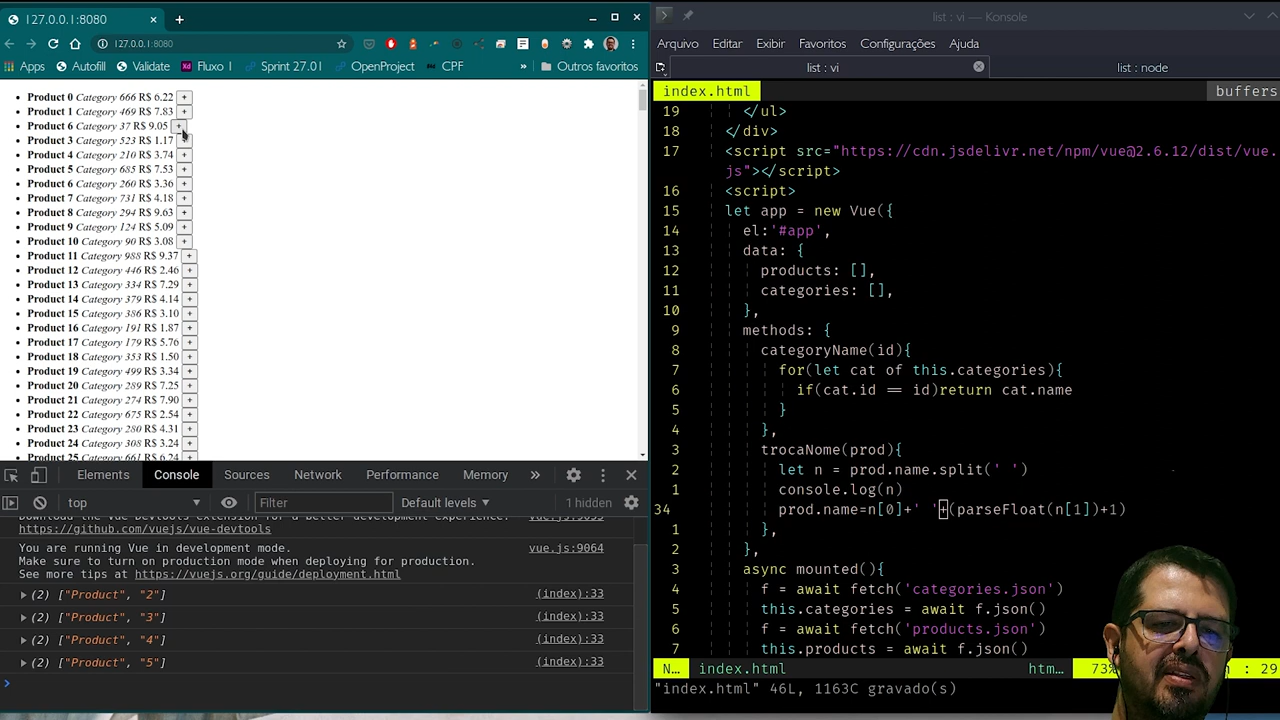 127.0.0.1:8080
127.0.0.1:8080
Apps Autofill Validate Xd Fluxo I Sprint 27.01 OpenProject CPF » Outros favoritos
Product 0 Category 666 R$ 6.22 +
Product 1 Category 469 R$ 7.83 +
Product 6 Category 37 R$ 9.05 +
Product 3 Category 523 R$ 1.17
Product 4 Category 210 R$ 3.74 +
Product 5 Category 685 R$ 7.53 +
Product 6 Category 260 R$ 3.36 +
Product 7 Category 731 R$ 4.18 +
Product 8 Category 294 R$ 9.63 +
Product 9 Category 124 R$ 5.09 +
Product 10 Category 90 R$ 3.08 +
Product 11 Category 988 R$ 9.37 +
Product 12 Category 446 R$ 2.46 +
Product 13 Category 334 R$ 7.29 +
Product 14 Category 379 R$ 4.14 +
Product 15 Category 386 R$ 3.10 +
Product 16 Category 191 R$ 1.87 +
Product 17 Category 179 R$ 5.76 +
Product 18 Category 353 R$ 1.50 +
Product 19 Category 499 R$ 3.34 +
Product 20 Category 289 R$ 7.25 +
Product 21 Category 274 R$ 7.90 +
Product 22 Category 675 R$ 2.54 +
Product 23 Category 280 R$ 4.31 +
Product 24 Category 308 R$ 3.24 +
Product 25 Category 661 R$ 6.24 +
Elements Console Sources Network Performance Memory »
top Filter Default levels 1 hidden
Download the Vue Devtools extension for a better development experience:
https://github.com/vuejs/vue-devtools
You are running Vue in development mode. vue.js:9064
Make sure to turn on production mode when deploying for production.
See more tips at https://vuejs.org/guide/deployment.html
(2) ["Product", "2"] (index):33
(2) ["Product", "3"] (index):33
(2) ["Product", "4"] (index):33
(2) ["Product", "5"] (index):33
list : vi — Konsole
Arquivo Editar Exibir Favoritos Configurações Ajuda
list : vi list : node
index.html buffers
19 </ul>
18 </div>
17 <script src="https://cdn.jsdelivr.net/npm/vue@2.6.12/dist/vue.
js"></script>
16 <script>
15 let app = new Vue({
14 el:'#app',
13 data: {
12 products: [],
11 categories: [],
10 },
9 methods: {
8 categoryName(id){
7 for(let cat of this.categories){
6 if(cat.id == id)return cat.name
5 }
4 },
3 trocaNome(prod){
2 let n = prod.name.split(' ')
1 console.log(n)
34 prod.name=n[0]+' '+(parseFloat(n[1])+1)
1 },
2 },
3 async mounted(){
4 f = await fetch('categories.json')
5 this.categories = await f.json()
6 f = await fetch('products.json')
7 this.products = await f.json()
N… index.html htm… 73% : 29
"index.html" 46L, 1163C gravado(s)